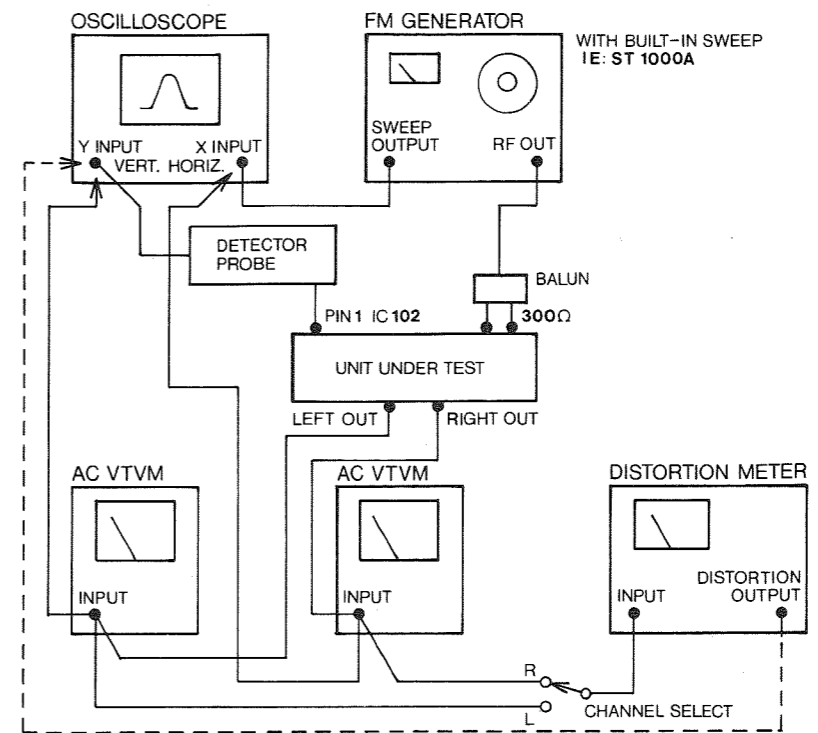 OSCILLOSCOPE
FM GENERATOR
WITH BUILT-IN SWEEP
IE: ST 1000A
Y INPUT
X INPUT
VERT. HORIZ.
SWEEP
OUTPUT
RF OUT
DETECTOR
PROBE
BALUN
PIN 1 IC 102
300Ω
UNIT UNDER TEST
LEFT OUT
RIGHT OUT
AC VTVM
AC VTVM
DISTORTION METER
INPUT
INPUT
INPUT
DISTORTION
OUTPUT
R
L
CHANNEL SELECT